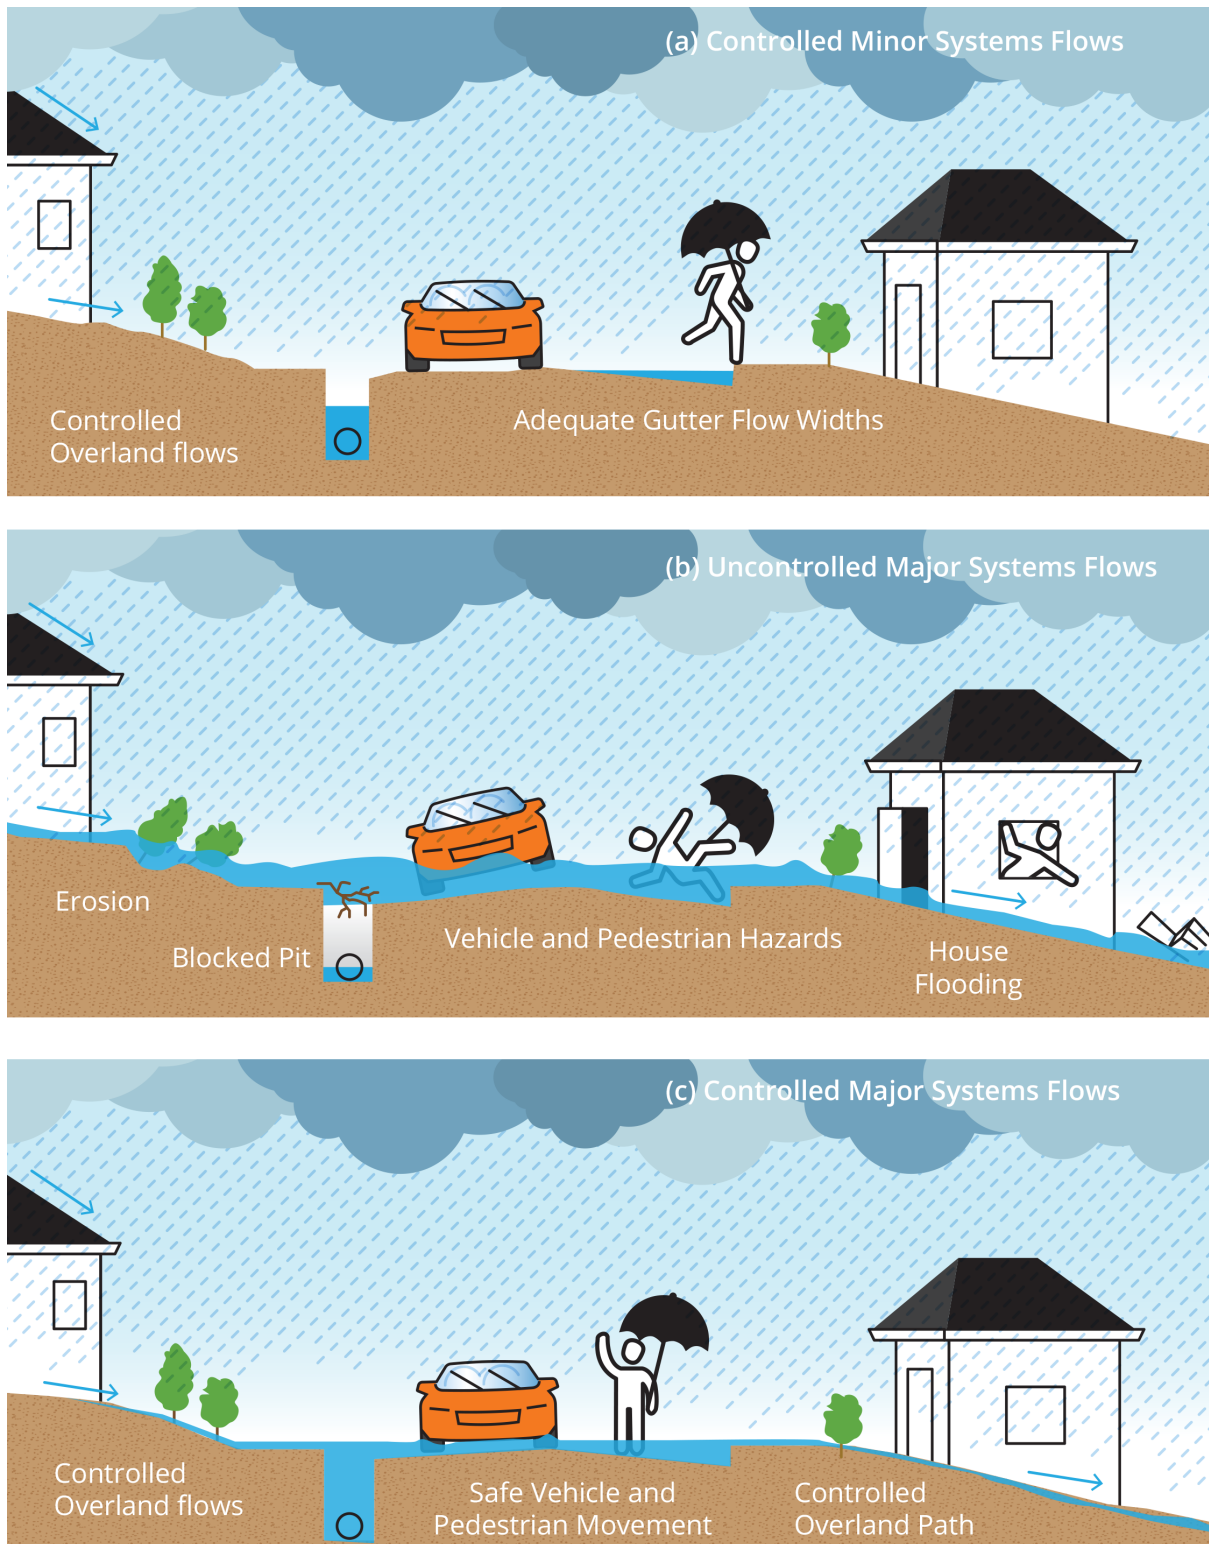 (a) Controlled Minor Systems Flows
Controlled
Overland flows
Adequate Gutter Flow Widths
(b) Uncontrolled Major Systems Flows
Erosion
Blocked Pit
Vehicle and Pedestrian Hazards
House
Flooding
(c) Controlled Major Systems Flows
Controlled
Overland flows
Safe Vehicle and
Pedestrian Movement
Controlled
Overland Path